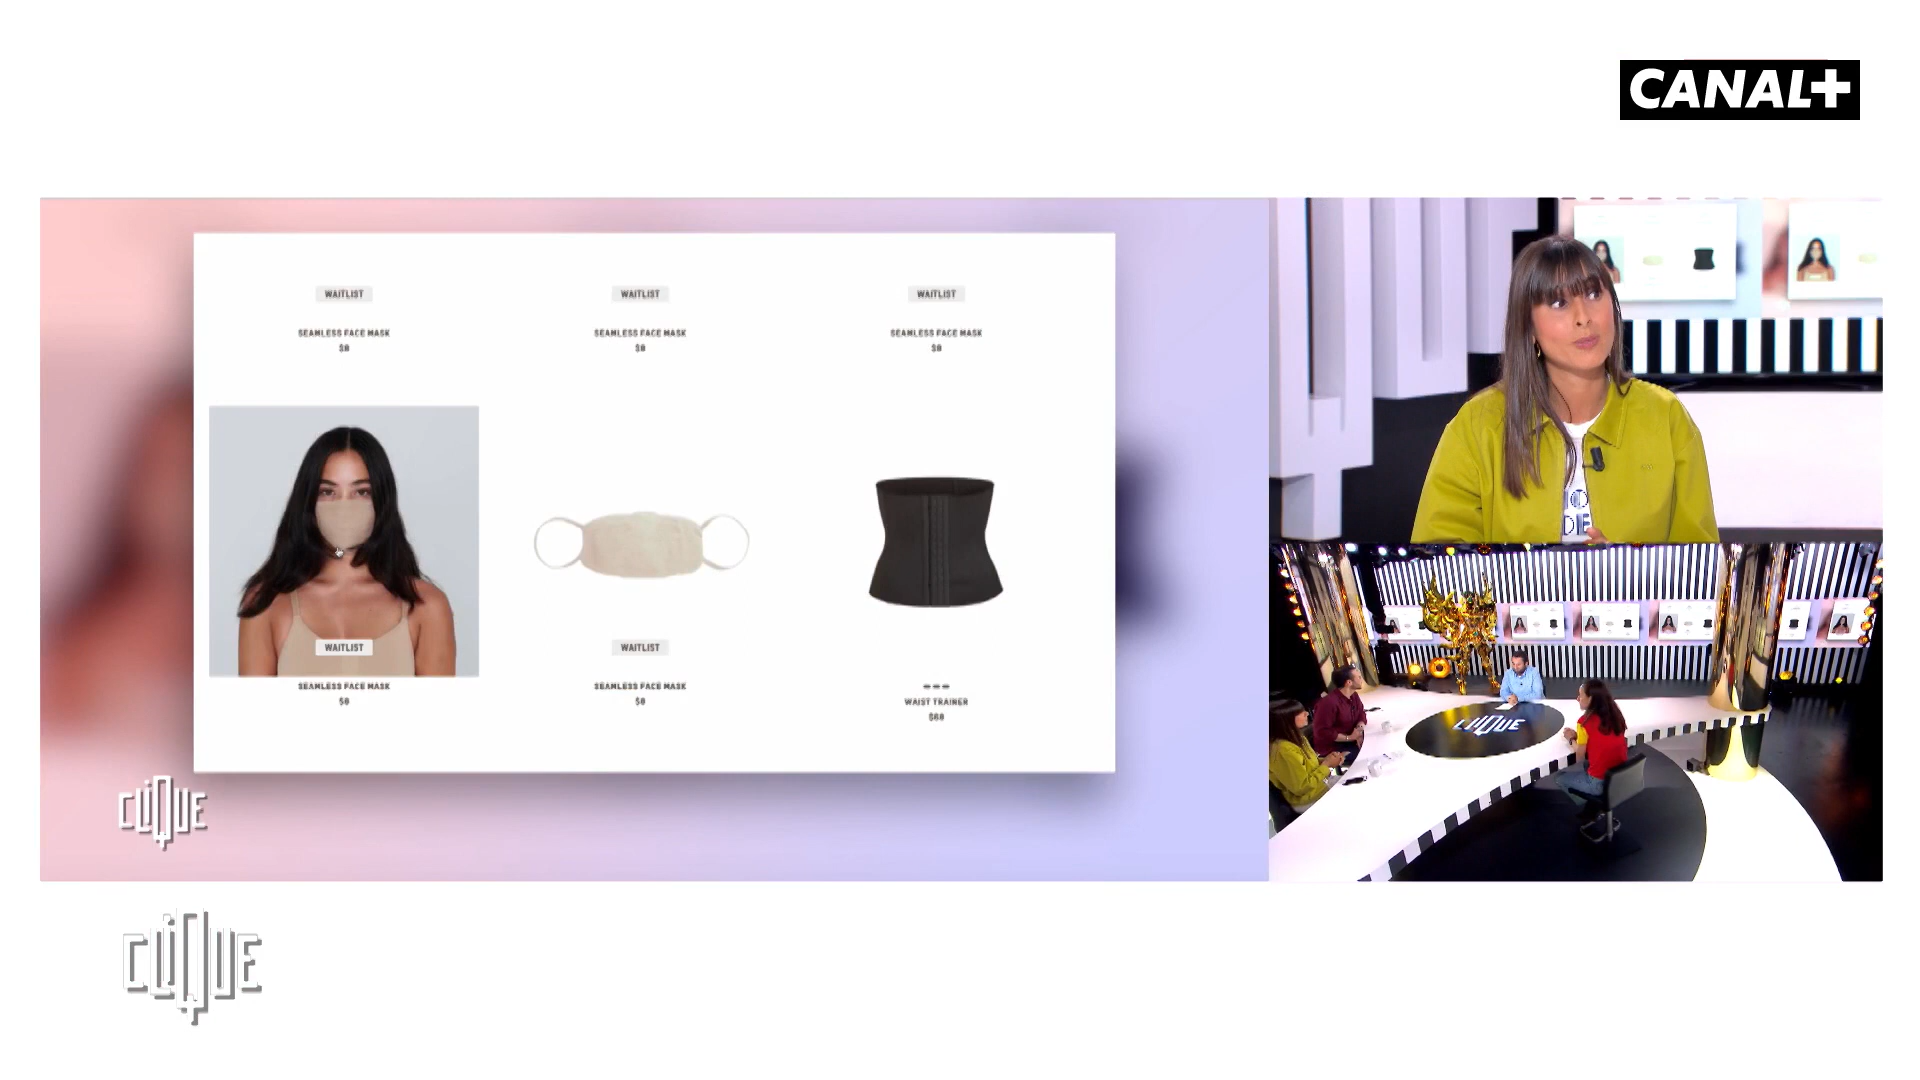 CANAL+
WAITLIST
WAITLIST
WAITLIST
SEAMLESS FACE MASK
$8
SEAMLESS FACE MASK
$8
SEAMLESS FACE MASK
$8
WAITLIST
SEAMLESS FACE MASK
$8
WAITLIST
SEAMLESS FACE MASK
$8
WAIST TRAINER
$68
CLIQUE
CLIQUE
CLIQUE